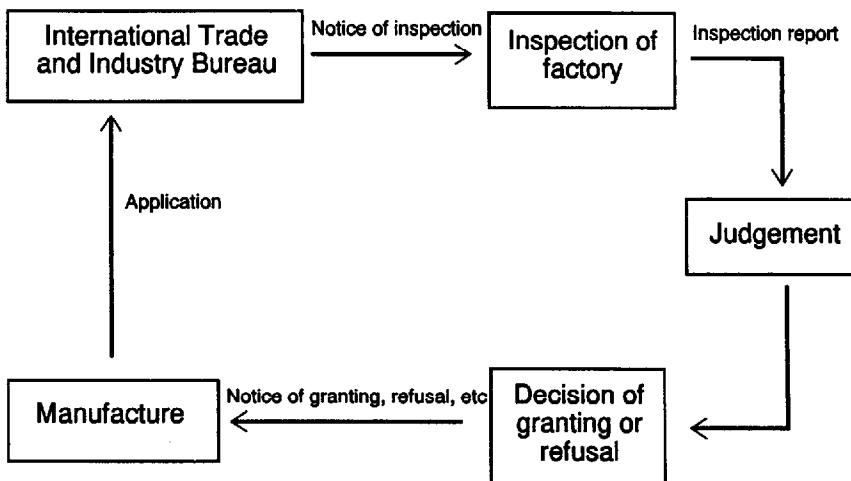 International Trade
and Industry Bureau
Notice of inspection
Inspection of
factory
Inspection report
Application
Judgement
Manufacture
Notice of granting, refusal, etc
Decision of
granting or
refusal